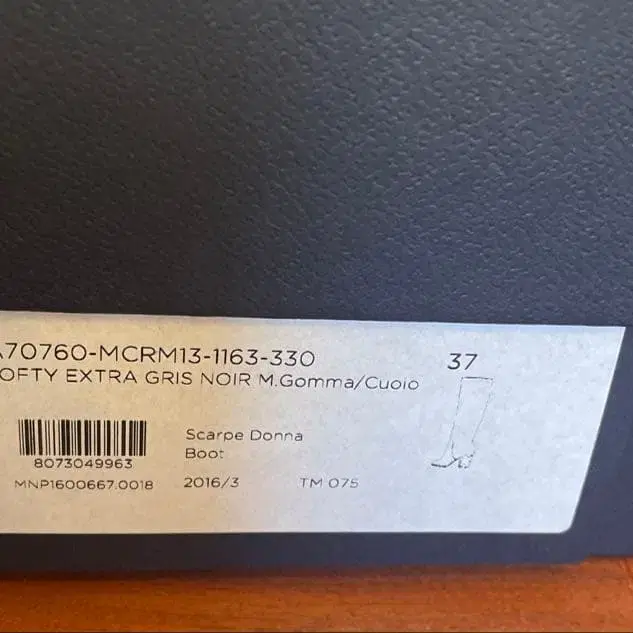 A70760-MCRM13-1163-330
OFTY EXTRA GRIS NOIR M.Gomma/Cuoio
37
8073049963
Scarpe Donna
Boot
MNP1600667.0018
2016/3
TM 075